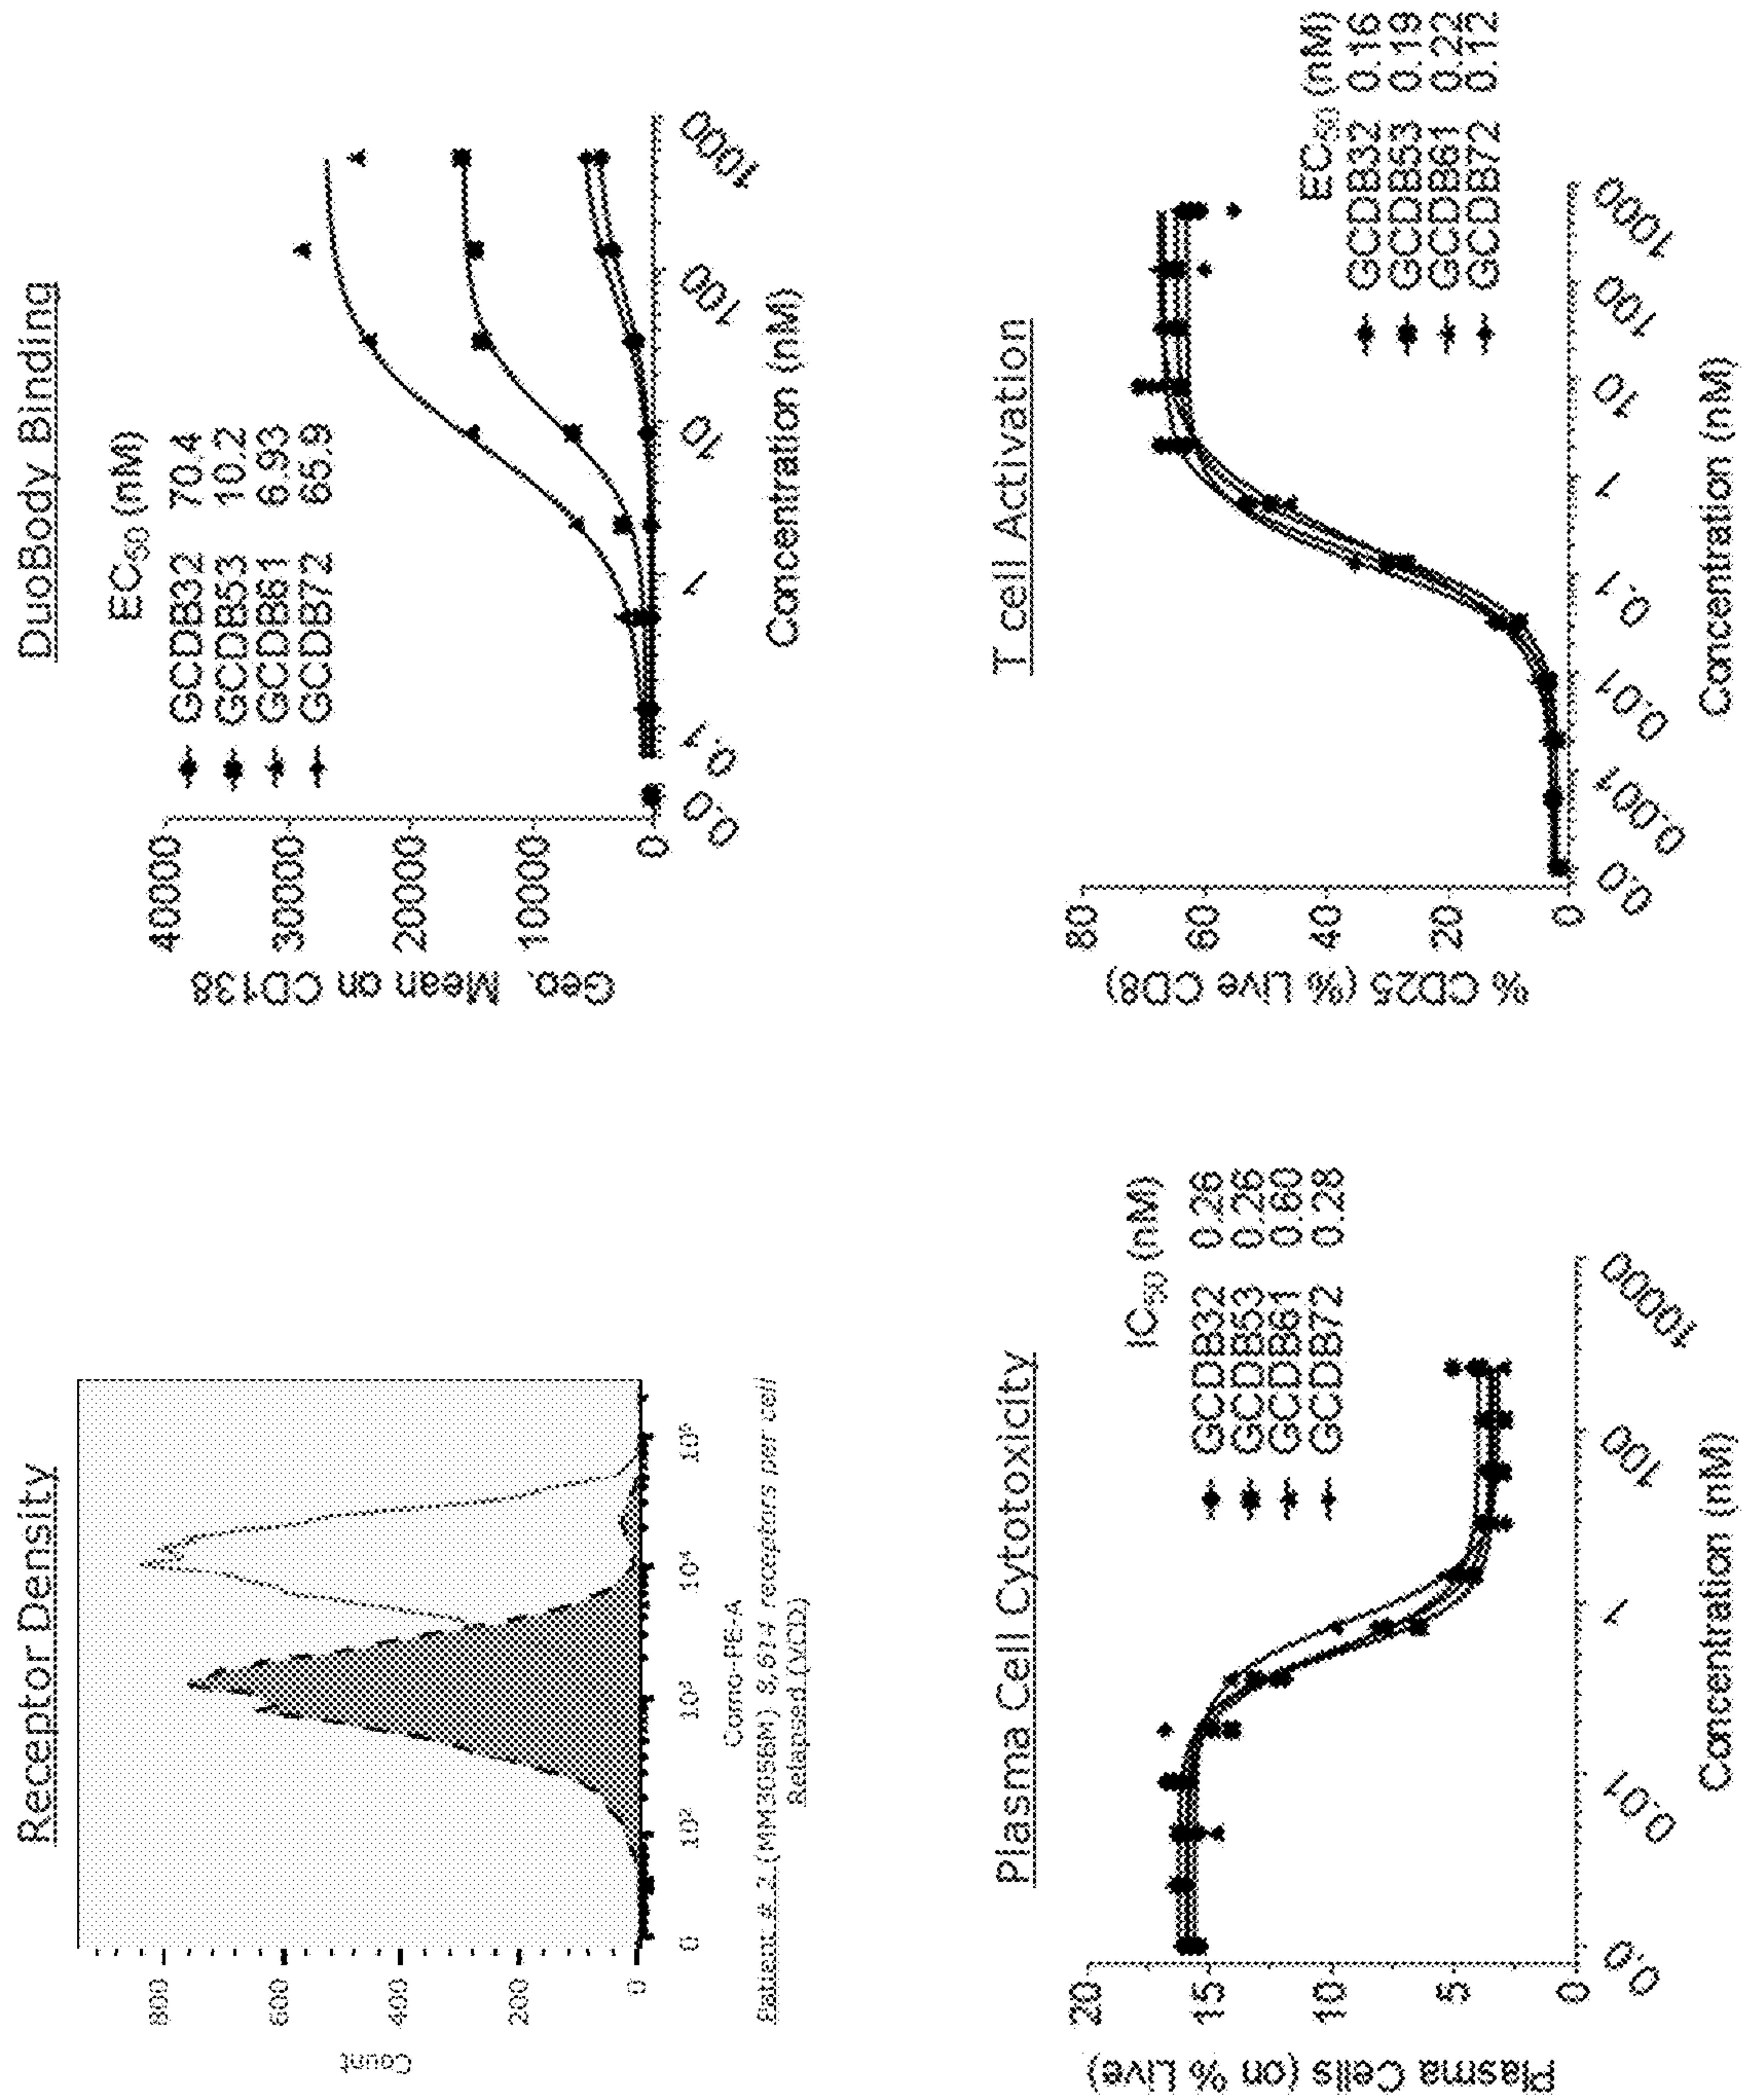 Receptor Density
Count
800
600
400
200
0
0
10²
10³
10⁴
10⁵
Como-PE-A
Patient # 2 (MM305BM) 8,614 receptors per cell
Relapsed (VCD)
DuoBody Binding
EC₅₀ (nM)
GCDB32 70.4
GCDB53 10.2
GCDB61 6.93
GCDB72 65.9
Geo. Mean on CD138
40000
30000
20000
10000
0
0.0
0.1
1
10
100
1000
Concentration (nM)
Plasma Cell Cytotoxicity
IC₅₀ (nM)
GCDB32 0.28
GCDB53 0.26
GCDB61 0.60
GCDB72 0.28
Plasma Cells (on % Live)
20
15
10
5
0
0.0
0.01
1
100
10000
Concentration (nM)
T cell Activation
EC₅₀ (nM)
GCDB32 0.16
GCDB53 0.19
GCDB61 0.22
GCDB72 0.12
% CD25 (% Live CD8)
80
60
40
20
0
0.0
0.001
0.01
0.1
1
10
100
1000
Concentration (nM)